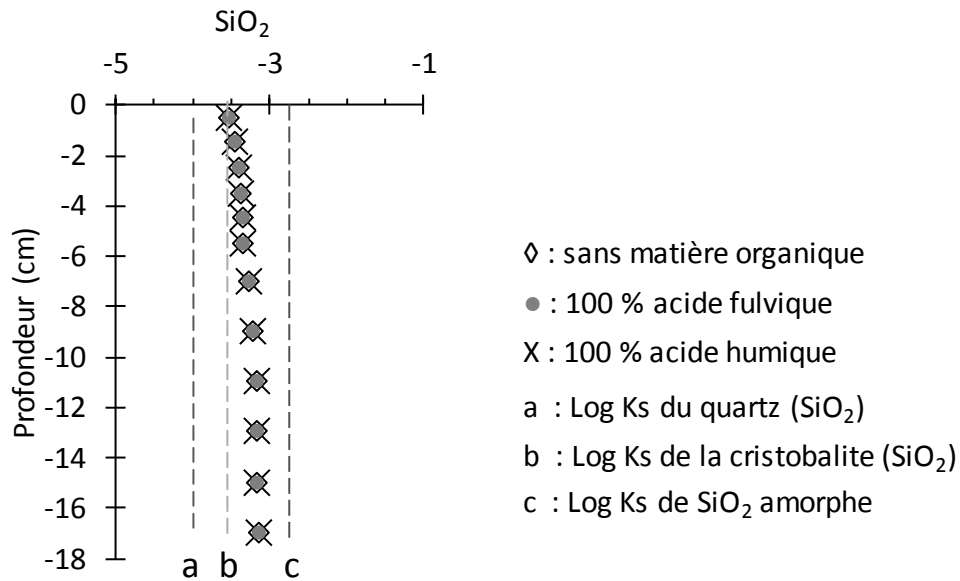 SiO2
-5 -3 -1
0
-2
-4
-6
-8
-10
-12
-14
-16
-18
Profondeur (cm)
a b c
◊ : sans matière organique
● : 100 % acide fulvique
X : 100 % acide humique
a : Log Ks du quartz (SiO2)
b : Log Ks de la cristobalite (SiO2)
c : Log Ks de SiO2 amorphe